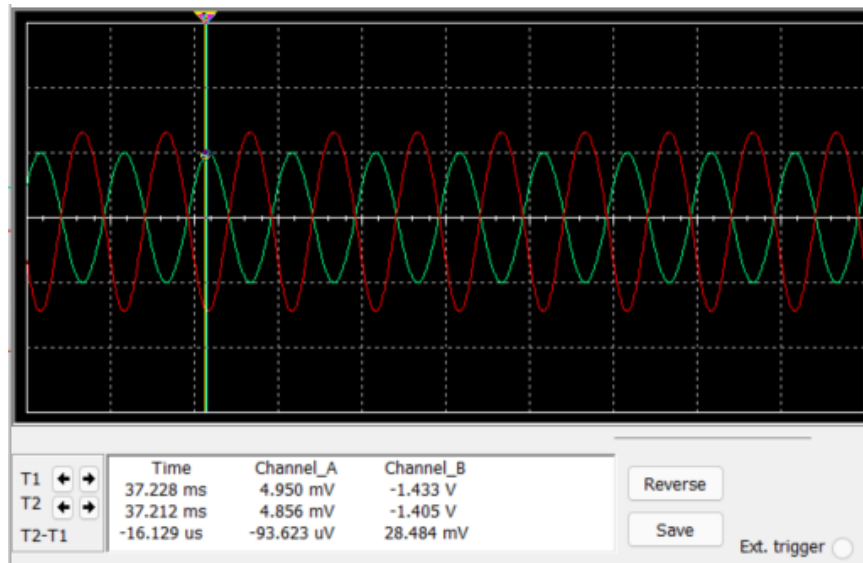 Time Channel_A Channel_B
T1 37.228 ms 4.950 mV -1.433 V
T2 37.212 ms 4.856 mV -1.405 V
T2-T1 -16.129 us -93.623 uV 28.484 mV
Reverse
Save
Ext. trigger